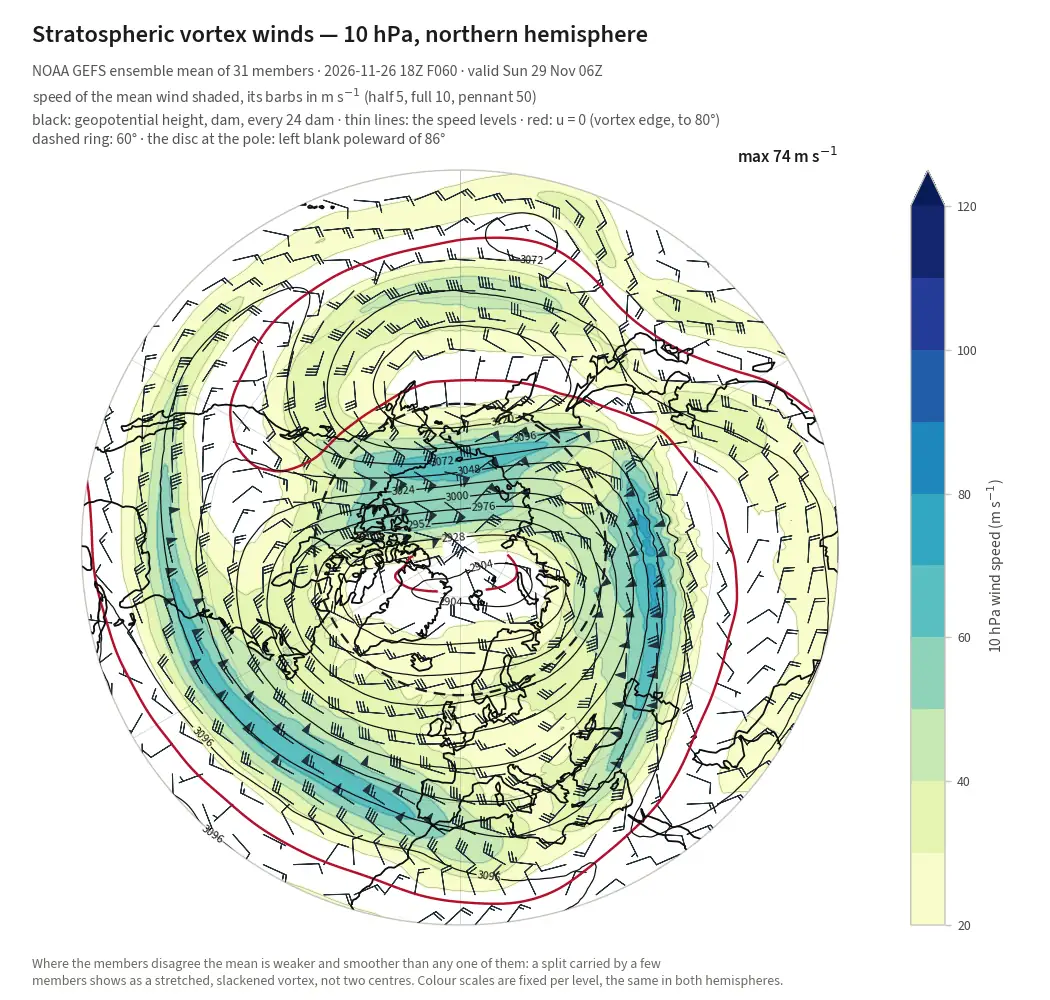 Stratospheric vortex winds — 10 hPa, northern hemisphere
NOAA GEFS ensemble mean of 31 members · 2026-11-26 18Z F060 · valid Sun 29 Nov 06Z
speed of the mean wind shaded, its barbs in m s⁻¹ (half 5, full 10, pennant 50)
black: geopotential height, dam, every 24 dam · thin lines: the speed levels · red: u = 0 (vortex edge, to 80°)
dashed ring: 60° · the disc at the pole: left blank poleward of 86°
max 74 m s⁻¹
120
100
80
60
40
20
10 hPa wind speed (m s⁻¹)
3072
3096
3072
3048
3024
3000
2976
2952
2928
2904
2904
3096
3096
3096
Where the members disagree the mean is weaker and smoother than any one of them: a split carried by a few
members shows as a stretched, slackened vortex, not two centres. Colour scales are fixed per level, the same in both hemispheres.